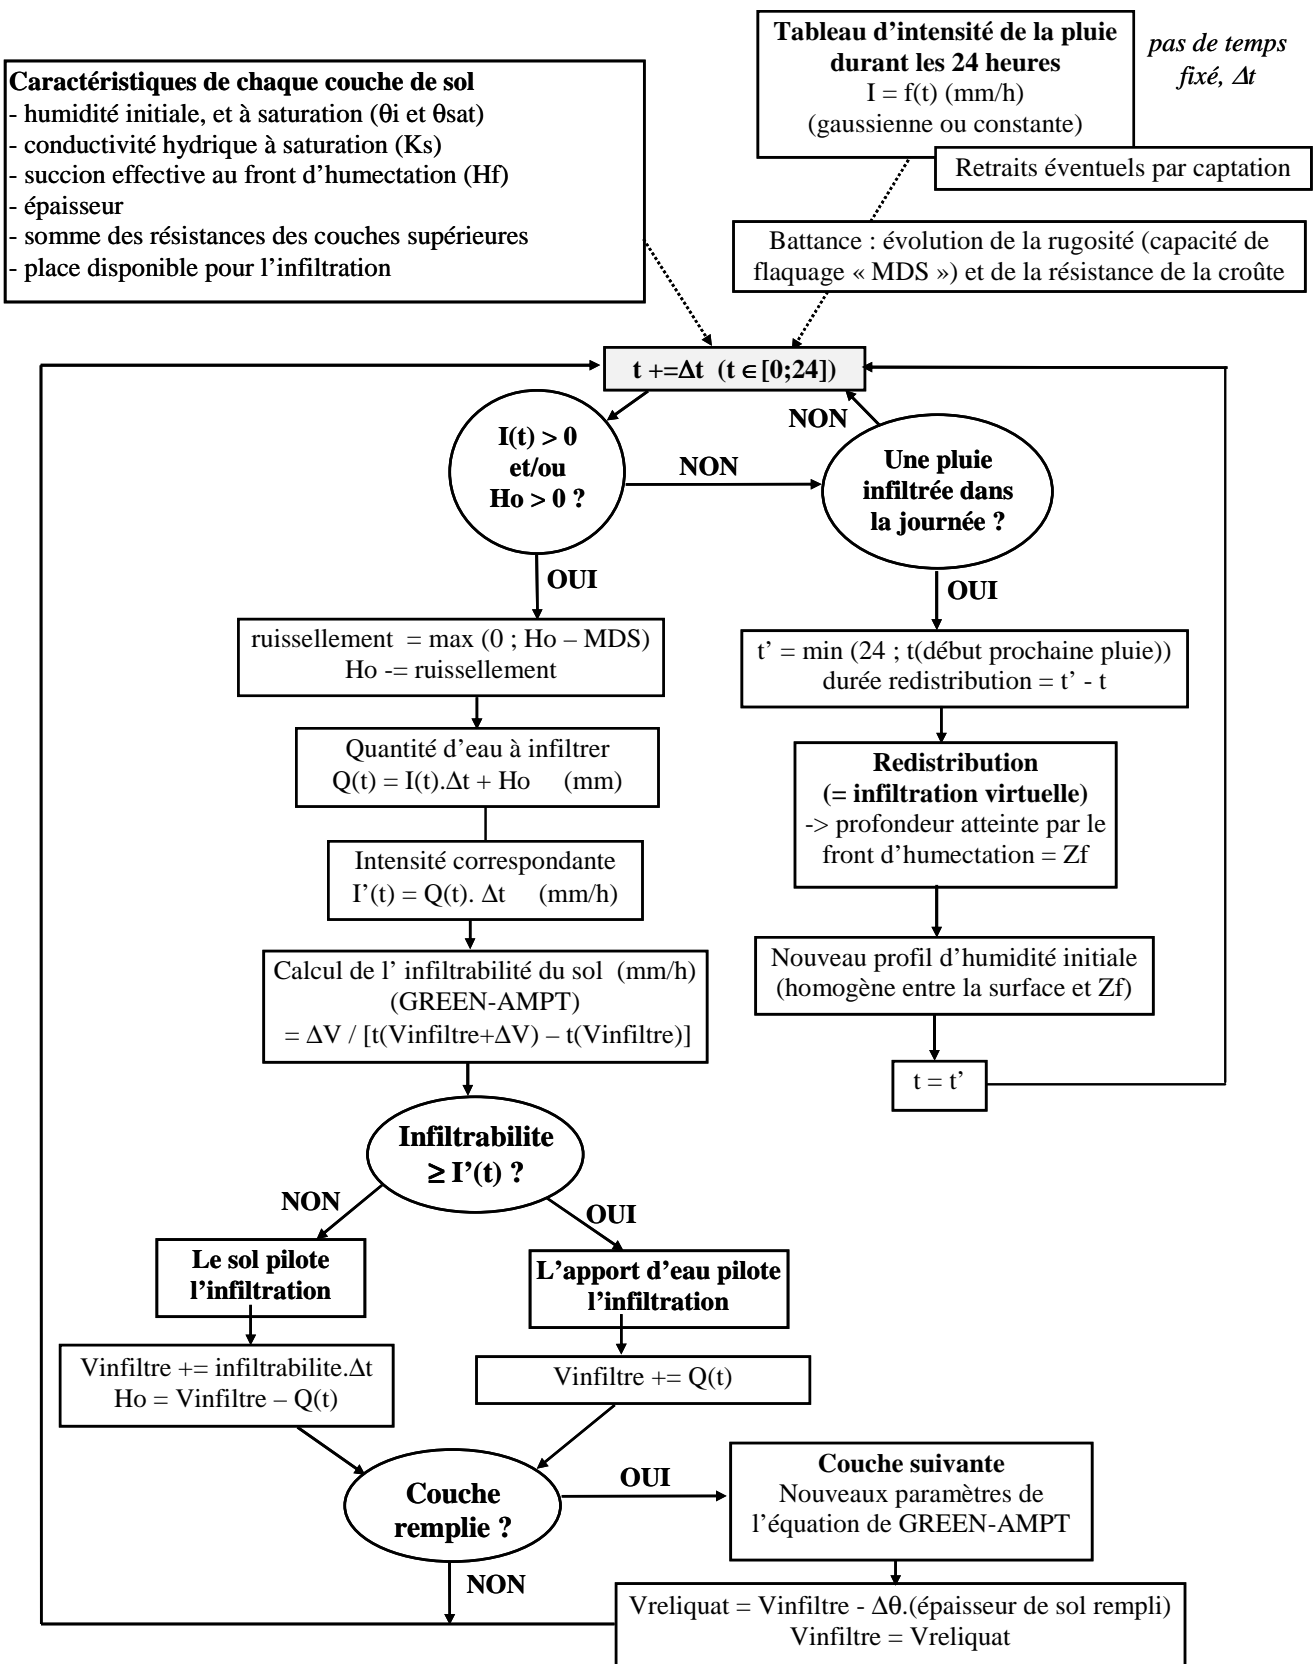 Tableau d'intensité de la pluie
durant les 24 heures
I = f(t) (mm/h)
(gaussienne ou constante)
pas de temps
fixé, Δt
Caractéristiques de chaque couche de sol
- humidité initiale, et à saturation (θi et θsat)
- conductivité hydrique à saturation (Ks)
- succion effective au front d'humectation (Hf)
- épaisseur
- somme des résistances des couches supérieures
- place disponible pour l'infiltration
Retraits éventuels par captation
Battance : évolution de la rugosité (capacité de
flaquage « MDS ») et de la résistance de la croûte
t +=Δt (t ∈ [0;24])
I(t) > 0
et/ou
Ho > 0 ?
NON
NON
Une pluie
infiltrée dans
la journée ?
OUI
OUI
ruissellement = max (0 ; Ho – MDS)
Ho -= ruissellement
t' = min (24 ; t(début prochaine pluie))
durée redistribution = t' - t
Quantité d'eau à infiltrer
Q(t) = I(t).Δt + Ho (mm)
Redistribution
(= infiltration virtuelle)
-> profondeur atteinte par le
front d'humectation = Zf
Intensité correspondante
I'(t) = Q(t). Δt (mm/h)
Calcul de l' infiltrabilité du sol (mm/h)
(GREEN-AMPT)
= ΔV / [t(Vinfiltre+ΔV) – t(Vinfiltre)]
Nouveau profil d'humidité initiale
(homogène entre la surface et Zf)
t = t'
Infiltrabilite
≥ I'(t) ?
NON
OUI
Le sol pilote
l'infiltration
L'apport d'eau pilote
l'infiltration
Vinfiltre += infiltrabilite.Δt
Ho = Vinfiltre – Q(t)
Vinfiltre += Q(t)
Couche
remplie ?
OUI
Couche suivante
Nouveaux paramètres de
l'équation de GREEN-AMPT
NON
Vreliquat = Vinfiltre - Δθ.(épaisseur de sol rempli)
Vinfiltre = Vreliquat